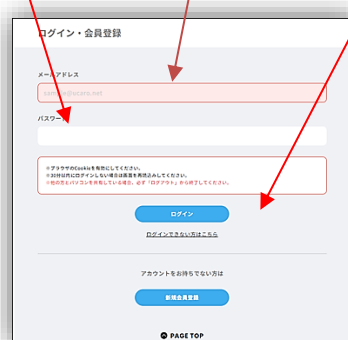 ログイン・会員登録
メールアドレス
パスワード
※ブラウザのCookieを有効にしてください。
※30分以内にログインしない場合は画面を再読込みしてください。
※他の方とパソコンを共有している場合、必ず「ログアウト」から終了してください。
ログイン
ログインできない方はこちら
アカウントをお持ちでない方は
新規会員登録
PAGE TOP